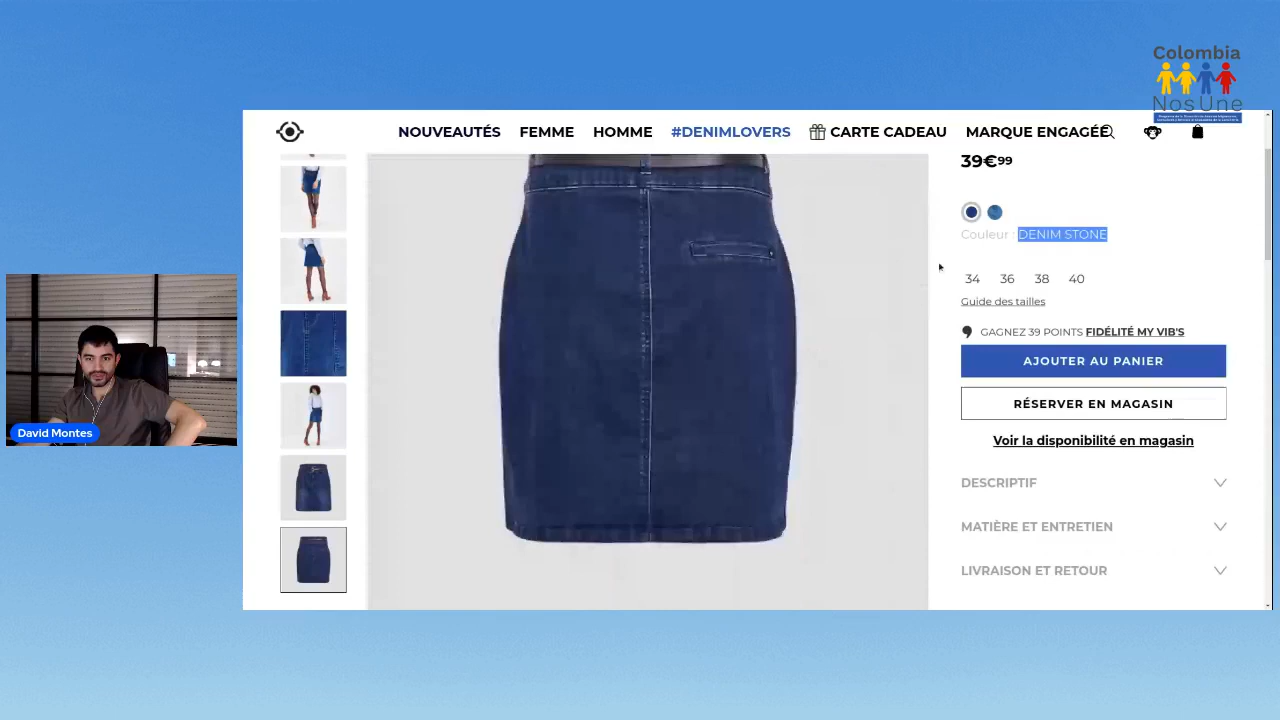 Colombia
Nos Une
NOUVEAUTÉS FEMME HOMME #DENIMLOVERS CARTE CADEAU MARQUE ENGAGÉE
39€99
Couleur : DENIM STONE
34 36 38 40
Guide des tailles
GAGNEZ 39 POINTS FIDÉLITÉ MY VIB'S
AJOUTER AU PANIER
RÉSERVER EN MAGASIN
Voir la disponibilité en magasin
DESCRIPTIF
MATIÈRE ET ENTRETIEN
LIVRAISON ET RETOUR
David Montes